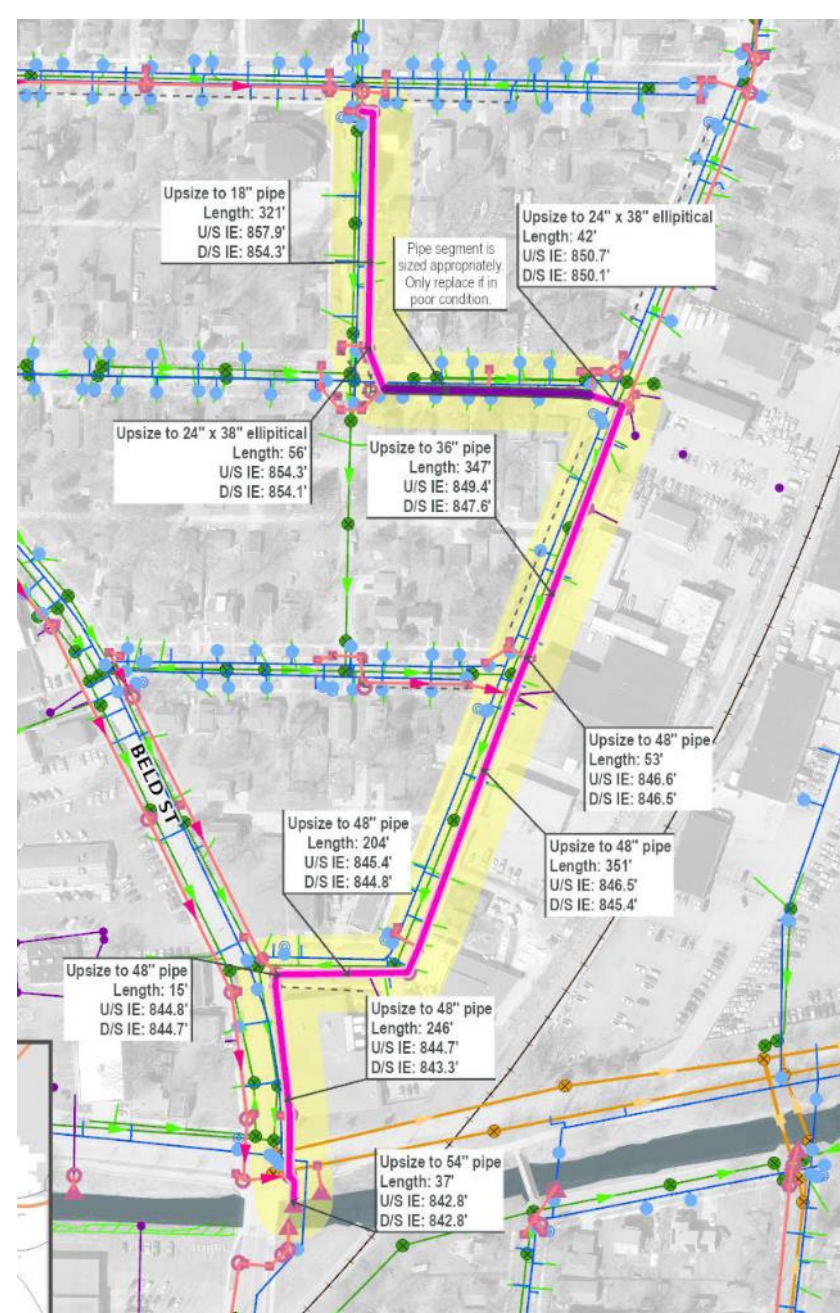 Upsize to 18" pipe
Length: 321'
U/S IE: 857.9'
D/S IE: 854.3'
Pipe segment is
sized appropriately.
Only replace if in
poor condition.
Upsize to 24" x 38" ellipitical
Length: 42'
U/S IE: 850.7'
D/S IE: 850.1'
Upsize to 24" x 38" ellipitical
Length: 56'
U/S IE: 854.3'
D/S IE: 854.1'
Upsize to 36" pipe
Length: 347'
U/S IE: 849.4'
D/S IE: 847.6'
BELD ST
Upsize to 48" pipe
Length: 53'
U/S IE: 846.6'
D/S IE: 846.5'
Upsize to 48" pipe
Length: 204'
U/S IE: 845.4'
D/S IE: 844.8'
Upsize to 48" pipe
Length: 351'
U/S IE: 846.5'
D/S IE: 845.4'
Upsize to 48" pipe
Length: 15'
U/S IE: 844.8'
D/S IE: 844.7'
Upsize to 48" pipe
Length: 246'
U/S IE: 844.7'
D/S IE: 843.3'
Upsize to 54" pipe
Length: 37'
U/S IE: 842.8'
D/S IE: 842.8'